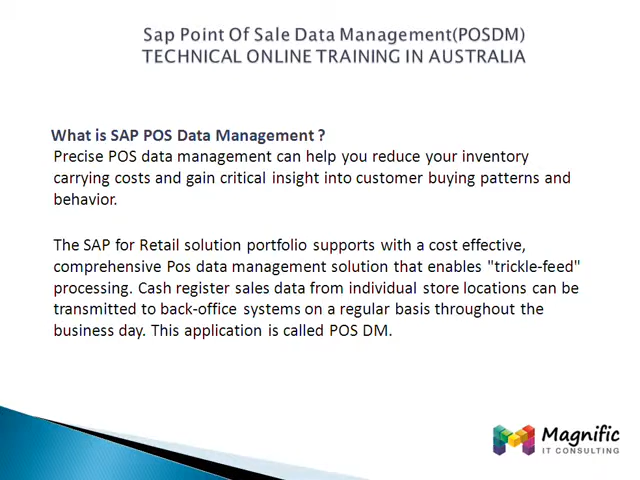 Sap Point Of Sale Data Management(POSDM)
TECHNICAL ONLINE TRAINING IN AUSTRALIA
What is SAP POS Data Management ?
Precise POS data management can help you reduce your inventory
carrying costs and gain critical insight into customer buying patterns and
behavior.
The SAP for Retail solution portfolio supports with a cost effective,
comprehensive Pos data management solution that enables "trickle-feed"
processing. Cash register sales data from individual store locations can be
transmitted to back-office systems on a regular basis throughout the
business day. This application is called POS DM.
Magnific
IT CONSULTING